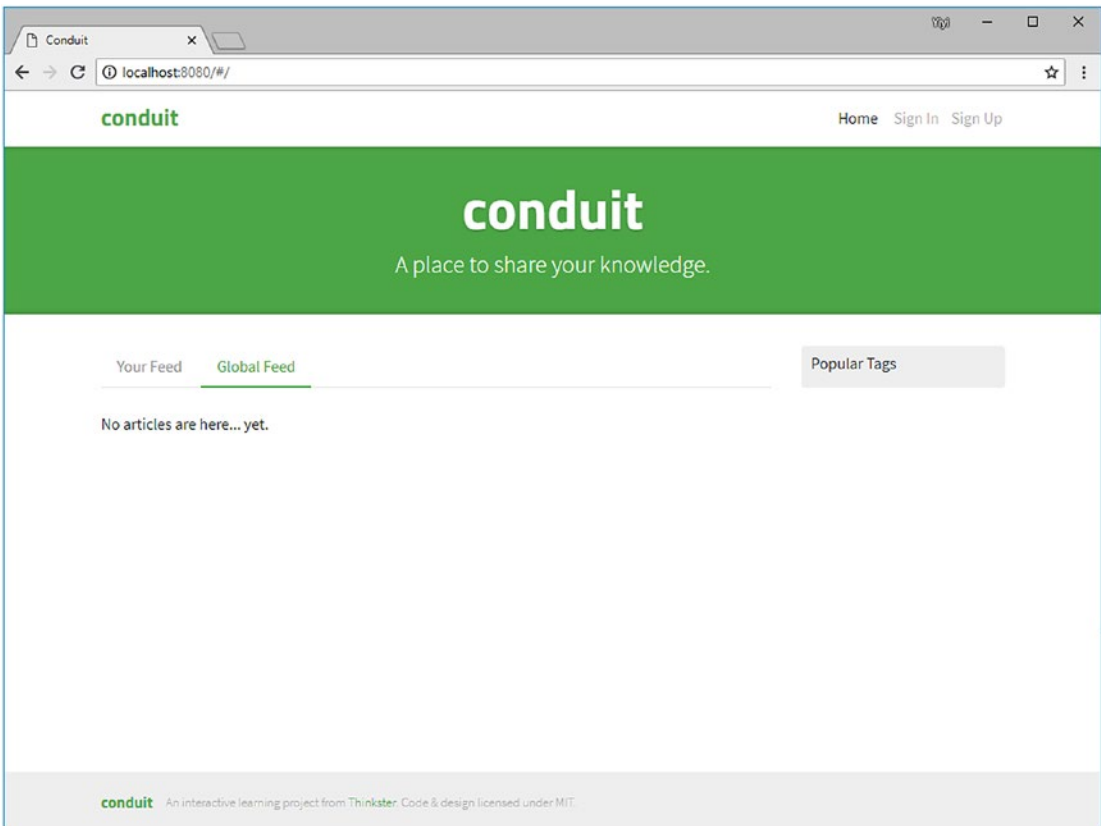 Conduit
localhost:8080/#/
conduit
Home Sign In Sign Up
conduit
A place to share your knowledge.
Your Feed Global Feed
Popular Tags
No articles are here... yet.
conduit An interactive learning project from Thinkster. Code & design licensed under MIT.